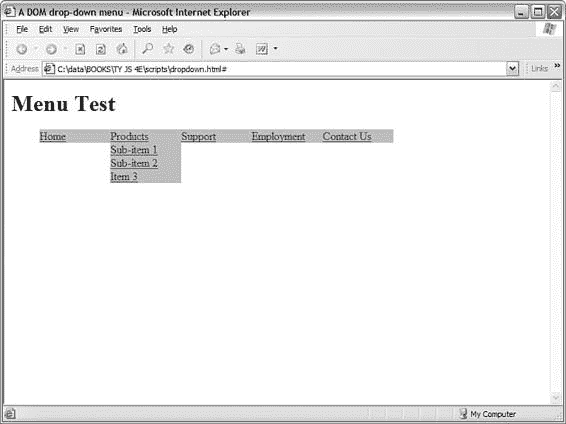 A DOM drop-down menu - Microsoft Internet Explorer
File Edit View Favorites Tools Help
Address C:\data\BOOKS\TY JS 4E\scripts\dropdown.html# Links »
Menu Test
Home Products Support Employment Contact Us
Sub-item 1
Sub-item 2
Item 3
My Computer